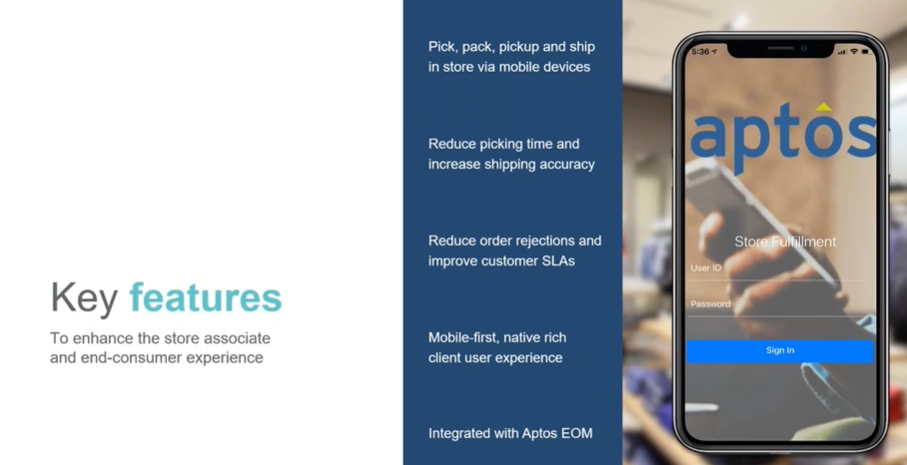 Key features
To enhance the store associate
and end-consumer experience
Pick, pack, pickup and ship
in store via mobile devices
Reduce picking time and
increase shipping accuracy
Reduce order rejections and
improve customer SLAs
Mobile-first, native rich
client user experience
Integrated with Aptos EOM
5:36
aptos
Store Fulfillment
User ID
Password
Sign In